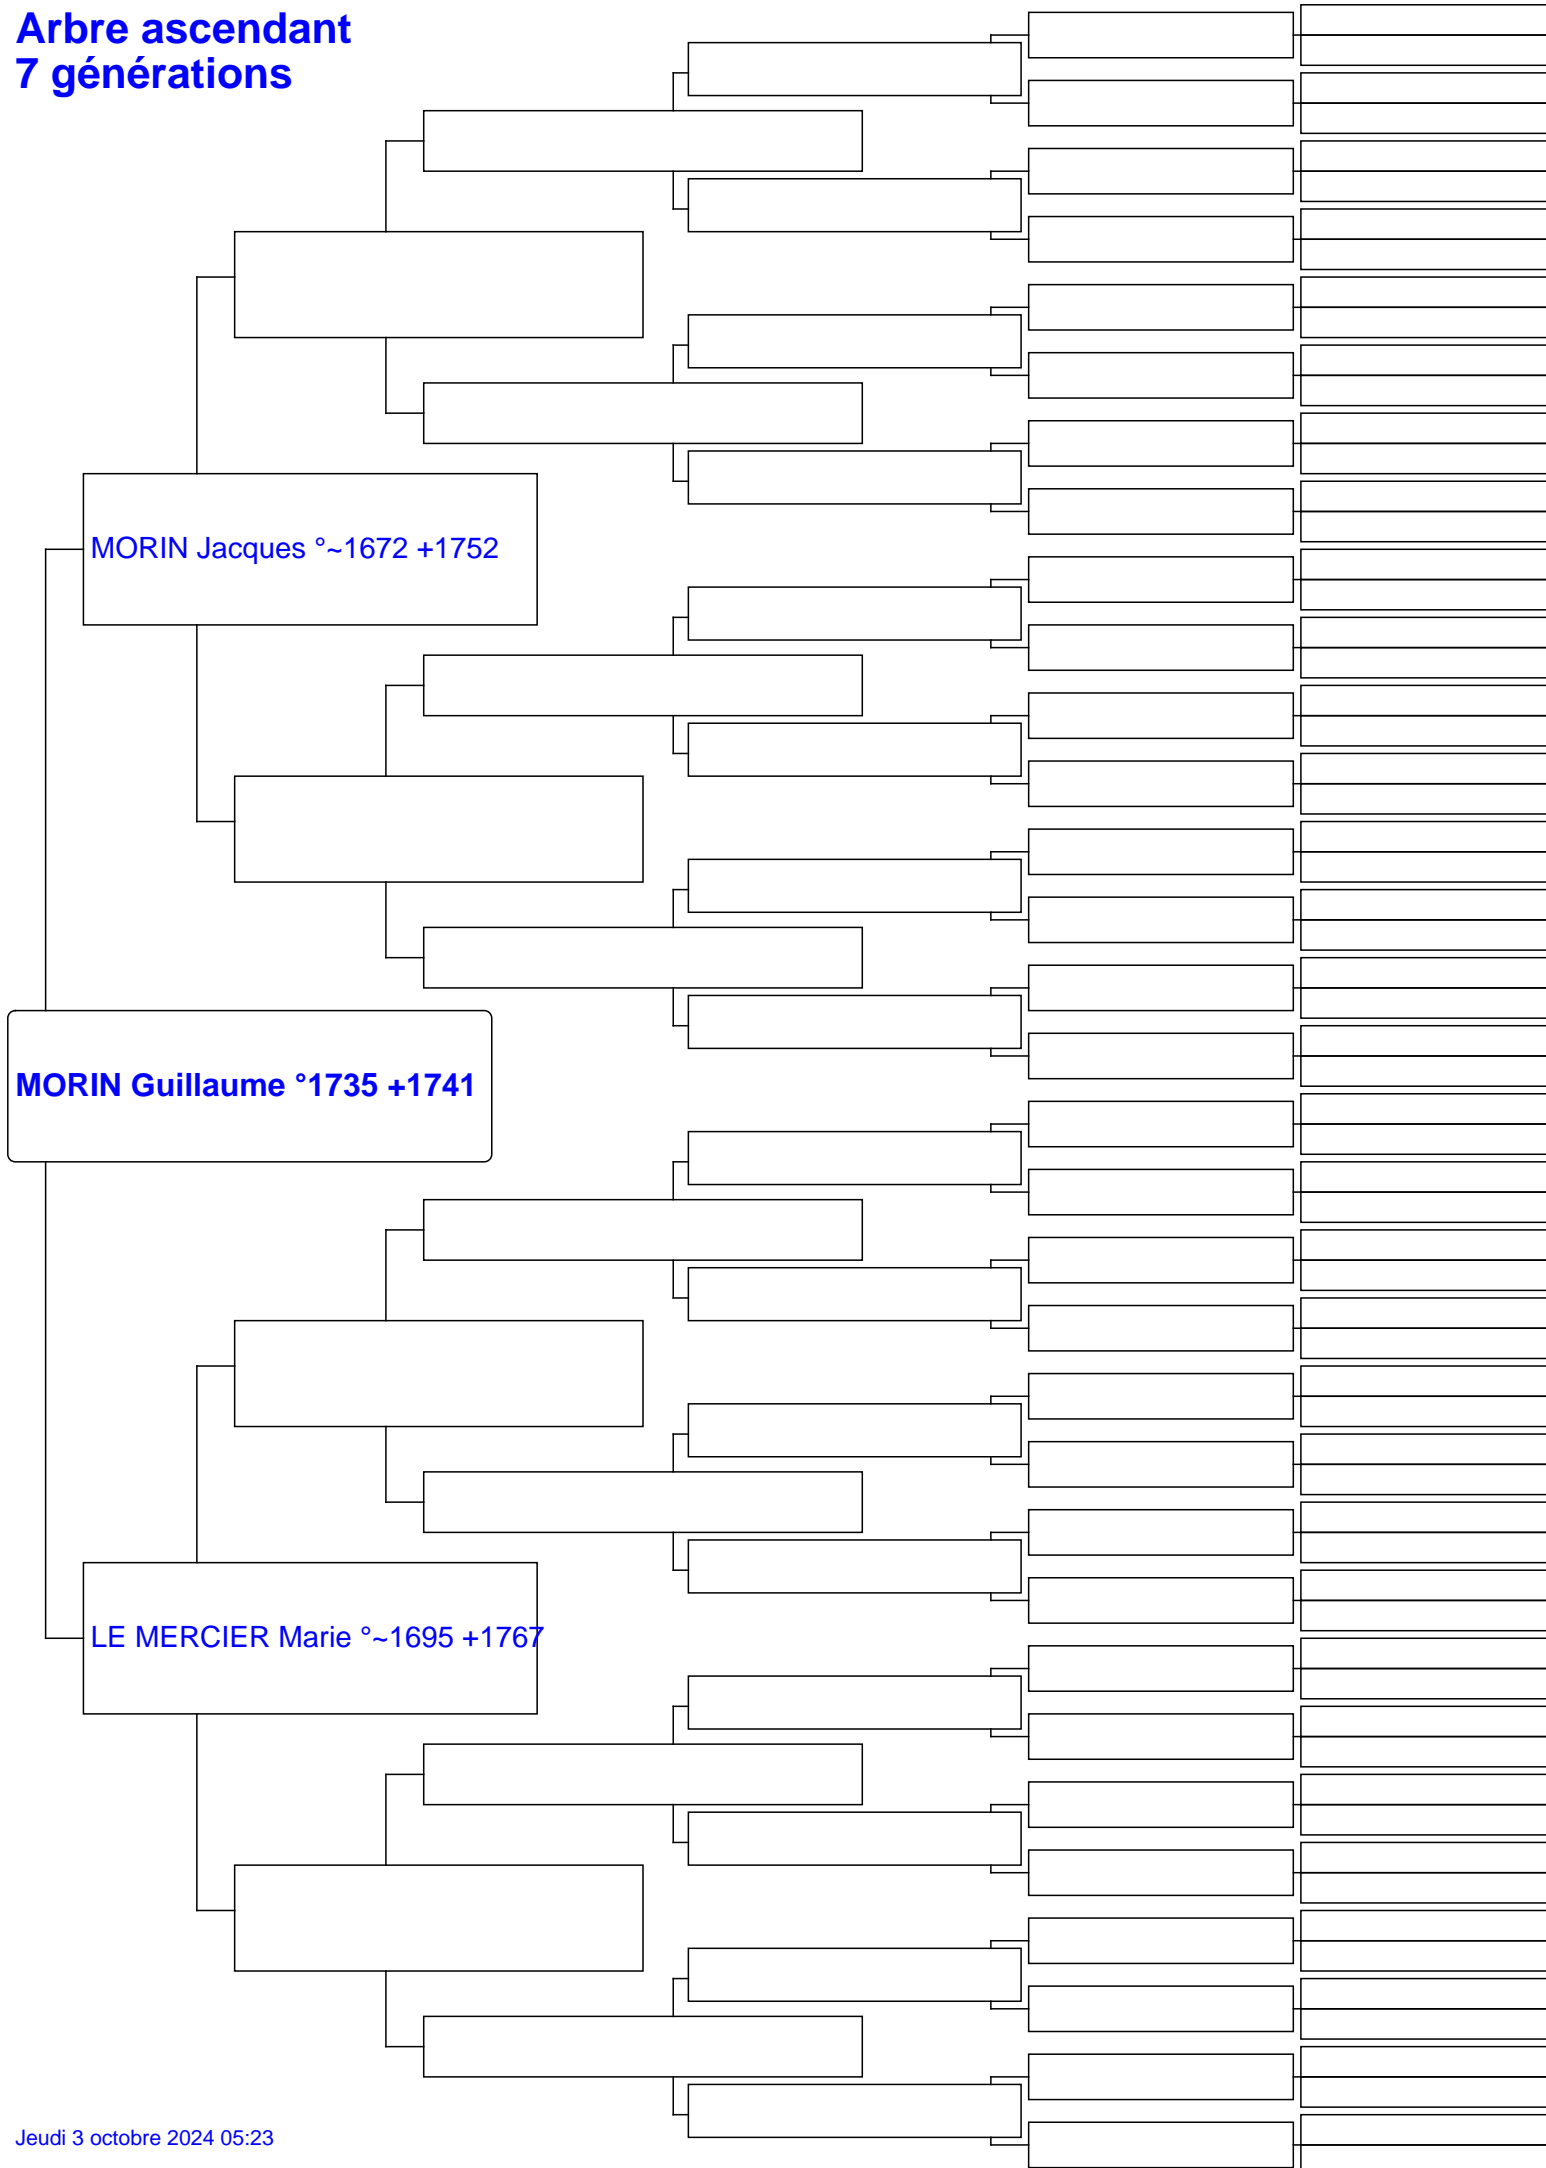 Arbre ascendant
7 générations
MORIN Jacques °~1672 +1752
MORIN Guillaume °1735 +1741
LE MERCIER Marie °~1695 +1767
Jeudi 3 octobre 2024 05:23